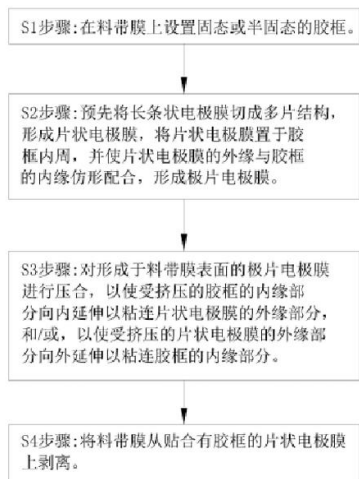 S1步骤:在料带膜上设置固态或半固态的胶框。
S2步骤:预先将长条状电极膜切成多片结构,
形成片状电极膜，将片状电极膜置于胶
框内周，并使片状电极膜的外缘与胶框
的内缘仿形配合，形成极片电极膜。
S3步骤:对形成于料带膜表面的极片电极膜
进行压合，以使受挤压的胶框的内缘部
分向内延伸以粘连片状电极膜的外缘部分,
和/或，以使受挤压的片状电极膜的外缘部
分向外延伸以粘连胶框的内缘部分。
S4步骤:将料带膜从贴合有胶框的片状电极膜
上剥离。